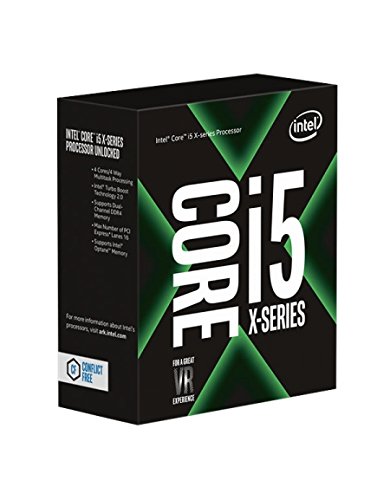 INTEL® CORE™ i5 X-SERIES
PROCESSOR UNLOCKED
• 4 Cores/4 Way
Multitask Processing
• Intel® Turbo Boost
Technology 2.0
• Supports Dual-
Channel DDR4
Memory
• Max Number of PCI
Express® Lanes 16
• Supports Intel®
Optane™ Memory
For more information about Intel's
processors, visit ark.intel.com
CF
CONFLICT
FREE
Intel® Core™ i5 X-series Processor
intel
CORE
i5
X-SERIES
FOR A GREAT
VR
EXPERIENCE